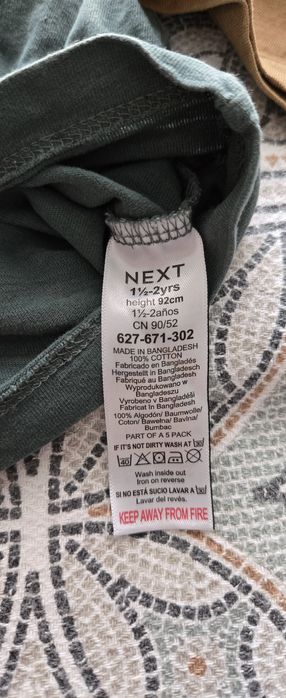 NEXT
1½-2yrs
height 92cm
1½-2años
CN 90/52
627-671-302
MADE IN BANGLADESH
100% COTTON
Fabricado en Bangladés
Hergestellt in Bangladesch
Fabriqué au Bangladesh
Wyprodukowano w
Bangladeszu
Vyrobeno v Bangladéši
Fabricat în Bangladesh
100% Algodón/ Baumwolle/
Coton/ Bawełna/ Bavlna/
Bumbac
PART OF A 5 PACK
IF IT'S NOT DIRTY WASH AT 30
40
Wash inside out
Iron on reverse
SI NO ESTÁ SUCIO LAVAR A 30
Lavar del revés.
KEEP AWAY FROM FIRE